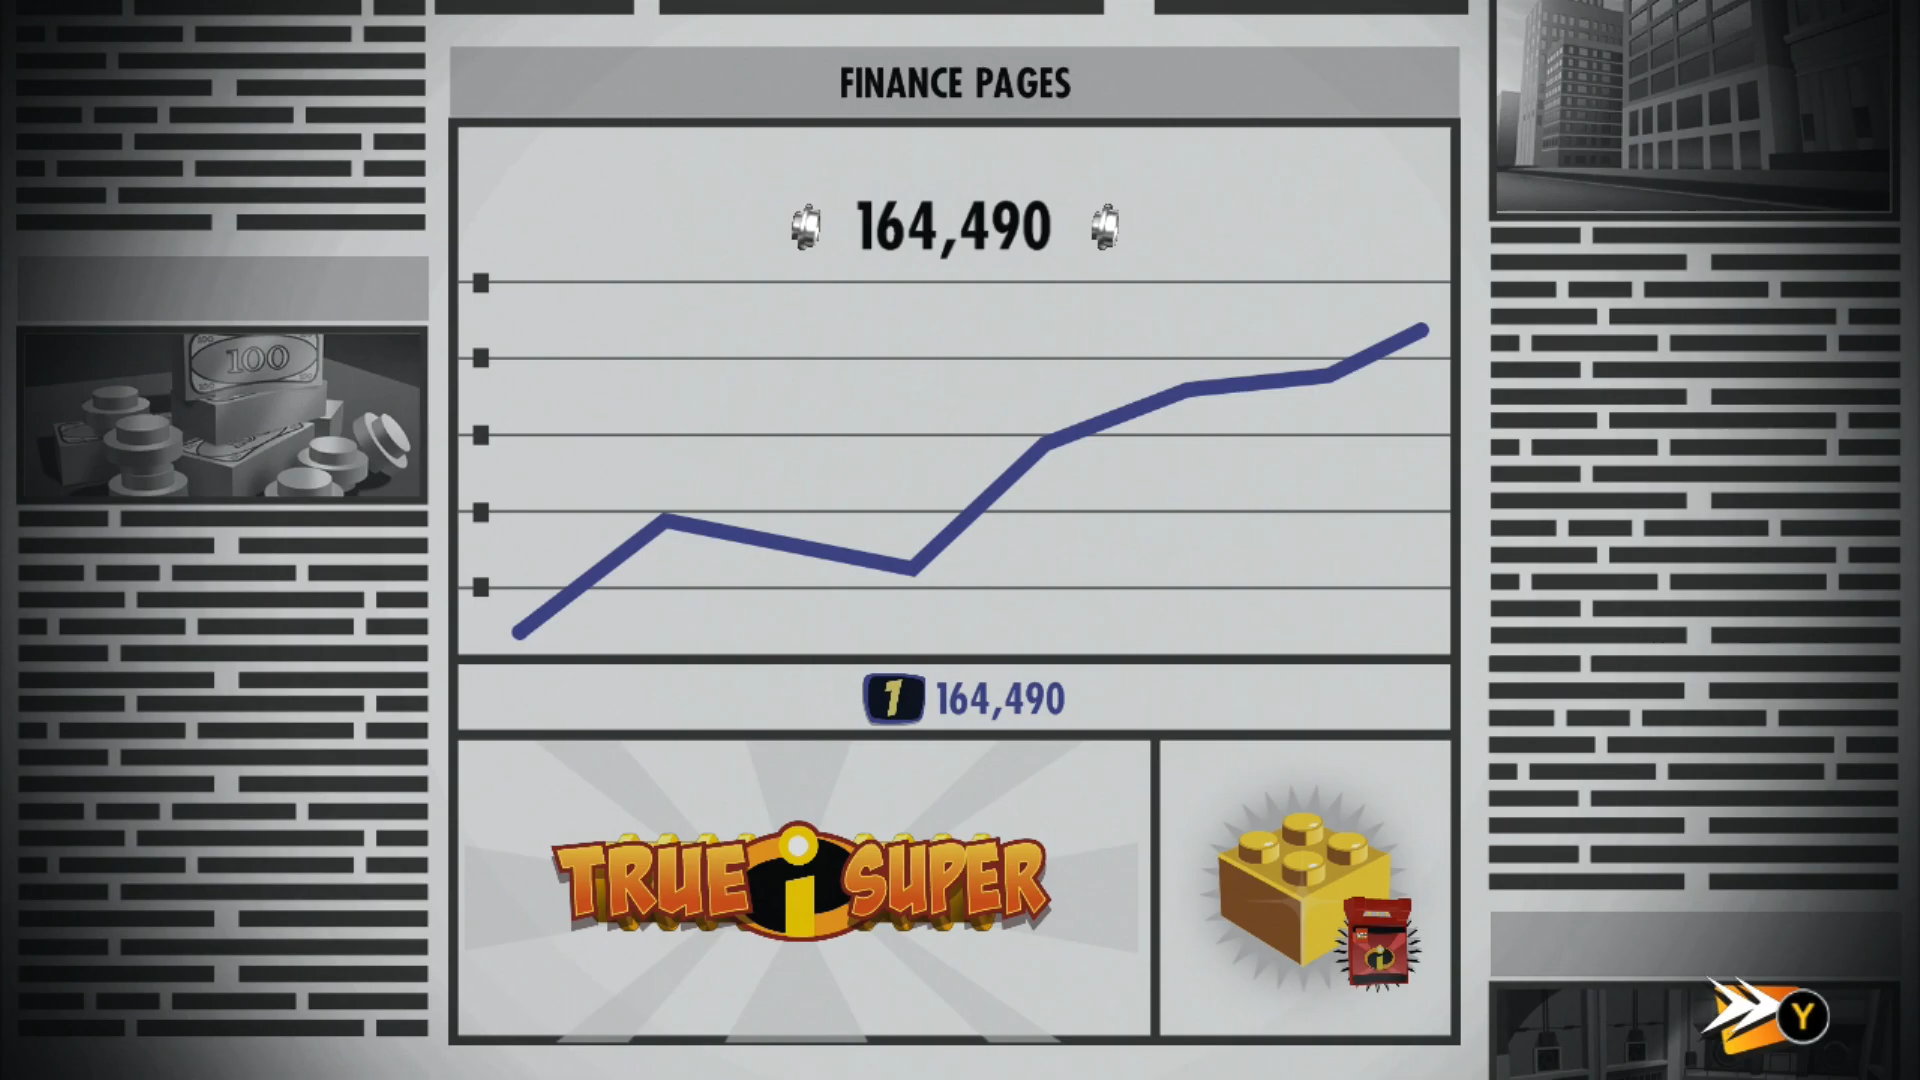 FINANCE PAGES
164,490
100
1 164,490
TRUE i SUPER
Y